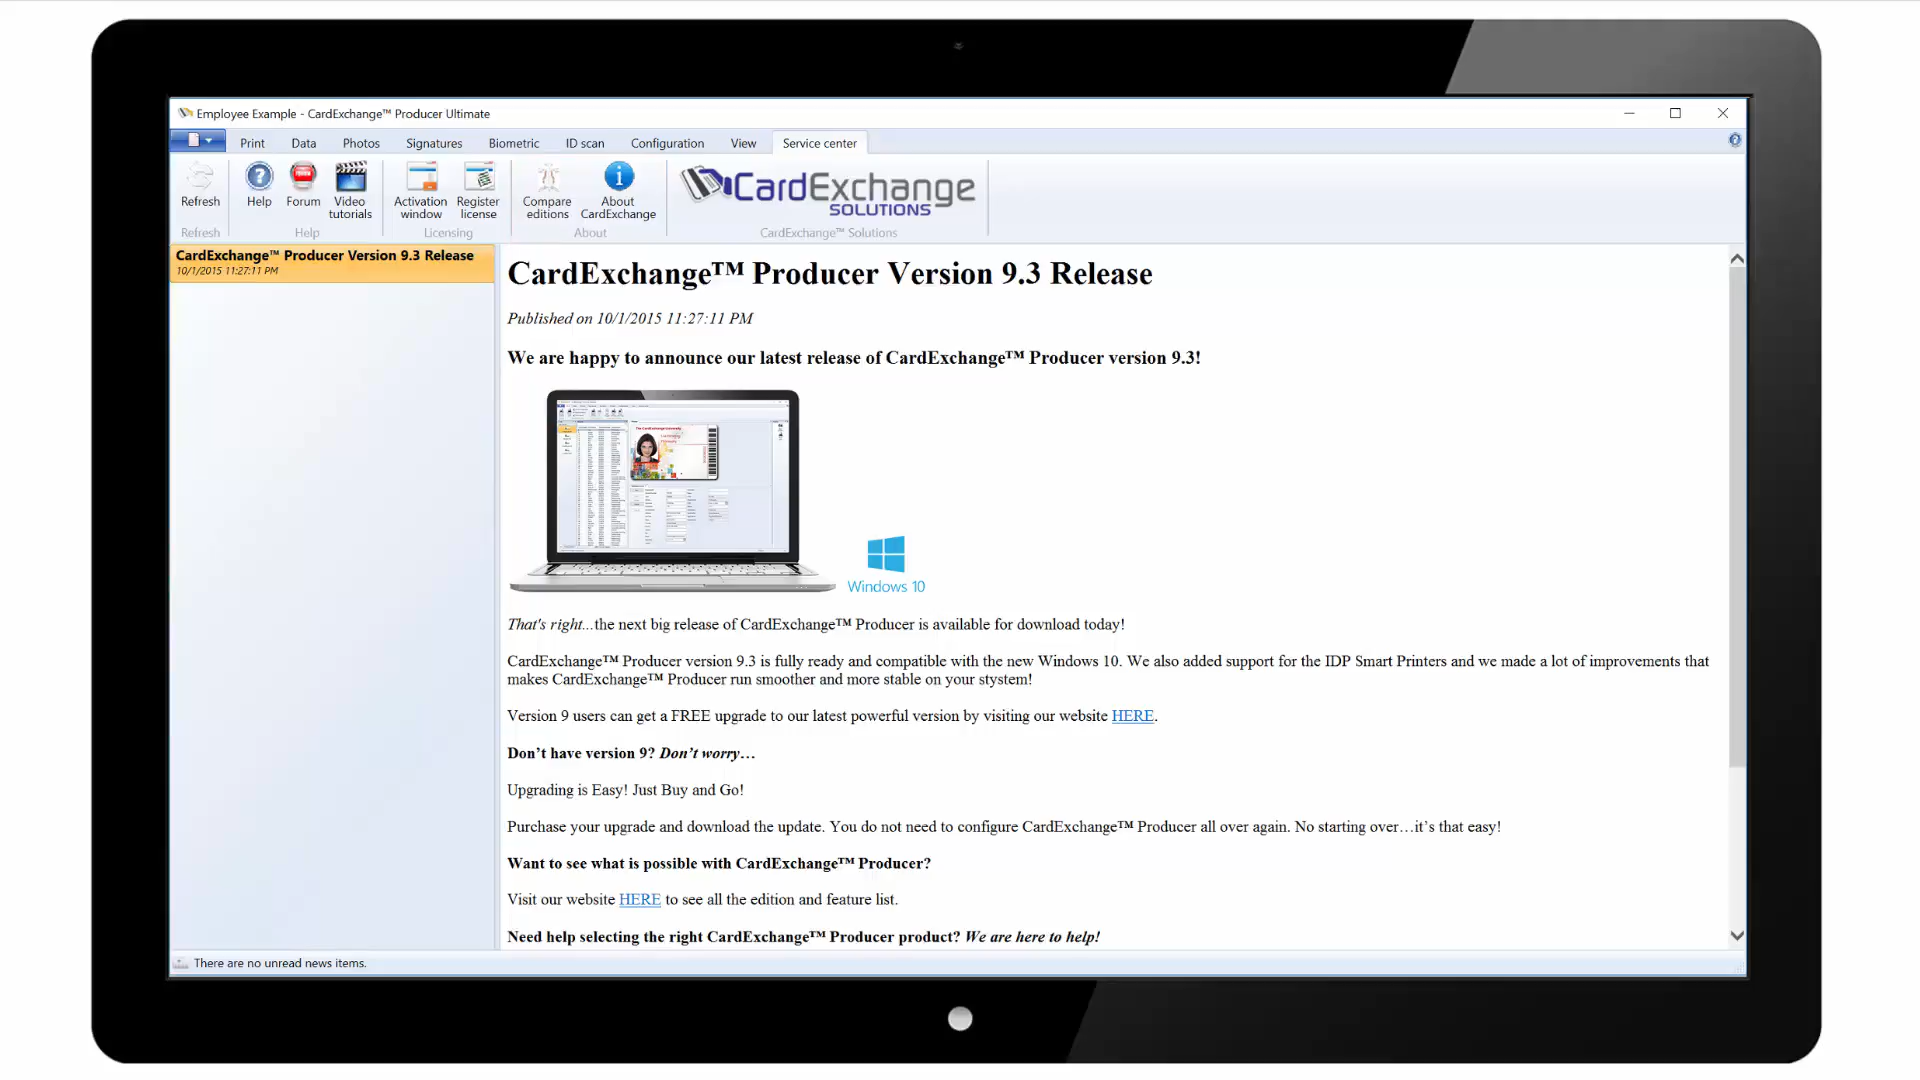 Employee Example - CardExchange™ Producer Ultimate
Print Data Photos Signatures Biometric ID scan Configuration View Service center
Refresh Help Forum Video tutorials Activation window Register license Compare editions About CardExchange
CardExchange SOLUTIONS
Refresh Help Licensing About CardExchange™ Solutions
CardExchange™ Producer Version 9.3 Release
10/1/2015 11:27:11 PM
CardExchange™ Producer Version 9.3 Release
Published on 10/1/2015 11:27:11 PM
We are happy to announce our latest release of CardExchange™ Producer version 9.3!
Windows 10
That's right...the next big release of CardExchange™ Producer is available for download today!
CardExchange™ Producer version 9.3 is fully ready and compatible with the new Windows 10. We also added support for the IDP Smart Printers and we made a lot of improvements that
makes CardExchange™ Producer run smoother and more stable on your stystem!
Version 9 users can get a FREE upgrade to our latest powerful version by visiting our website HERE.
Don’t have version 9? Don’t worry…
Upgrading is Easy! Just Buy and Go!
Purchase your upgrade and download the update. You do not need to configure CardExchange™ Producer all over again. No starting over…it’s that easy!
Want to see what is possible with CardExchange™ Producer?
Visit our website HERE to see all the edition and feature list.
Need help selecting the right CardExchange™ Producer product? We are here to help!
There are no unread news items.